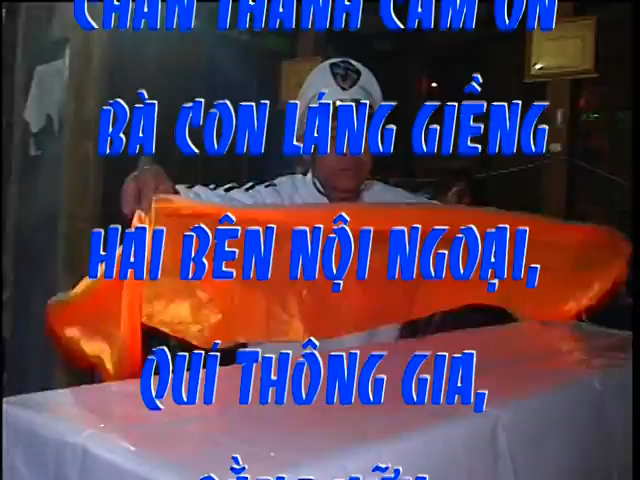 CHÂN THÀNH CẢM ƠN
BÀ CON LÁNG GIỀNG
HAI BÊN NỘI NGOẠI,
QUÍ THÔNG GIA,